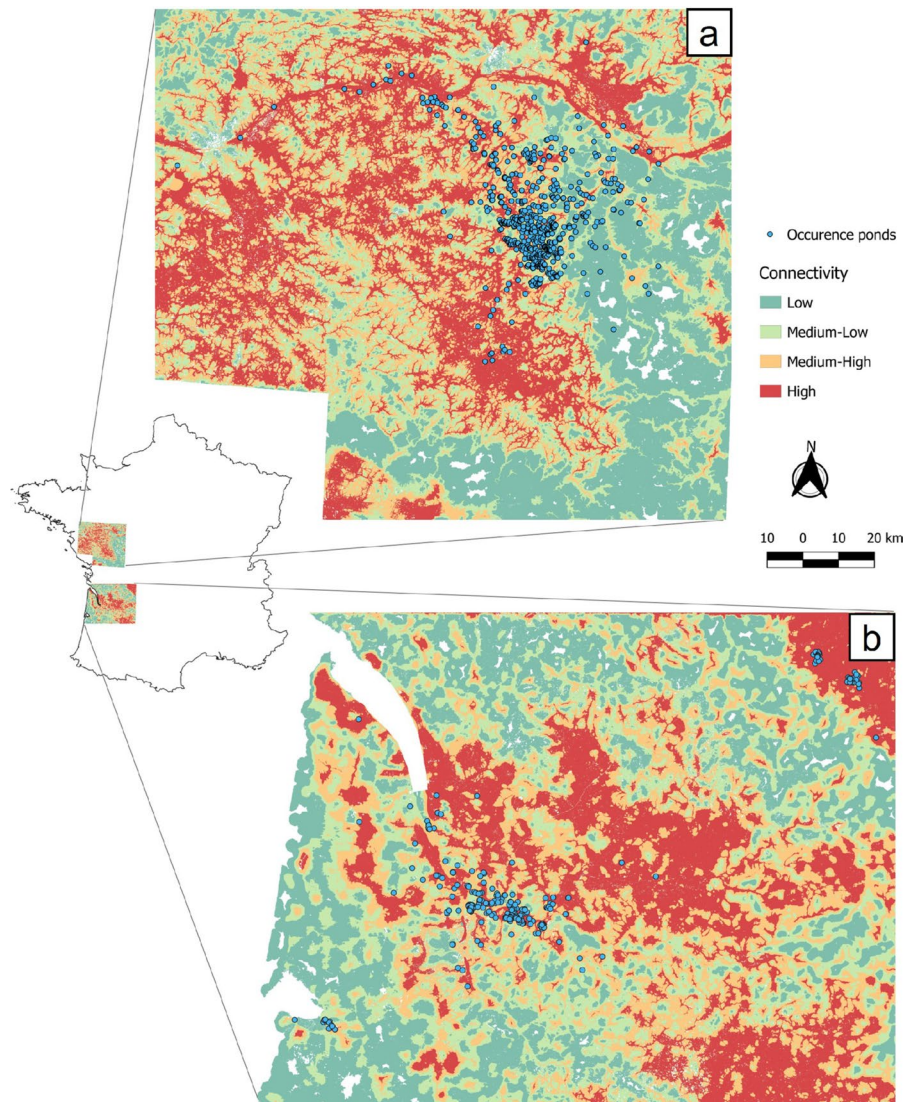 a
Occurence ponds
Connectivity
Low
Medium-Low
Medium-High
High
N
10 0 10 20 km
b